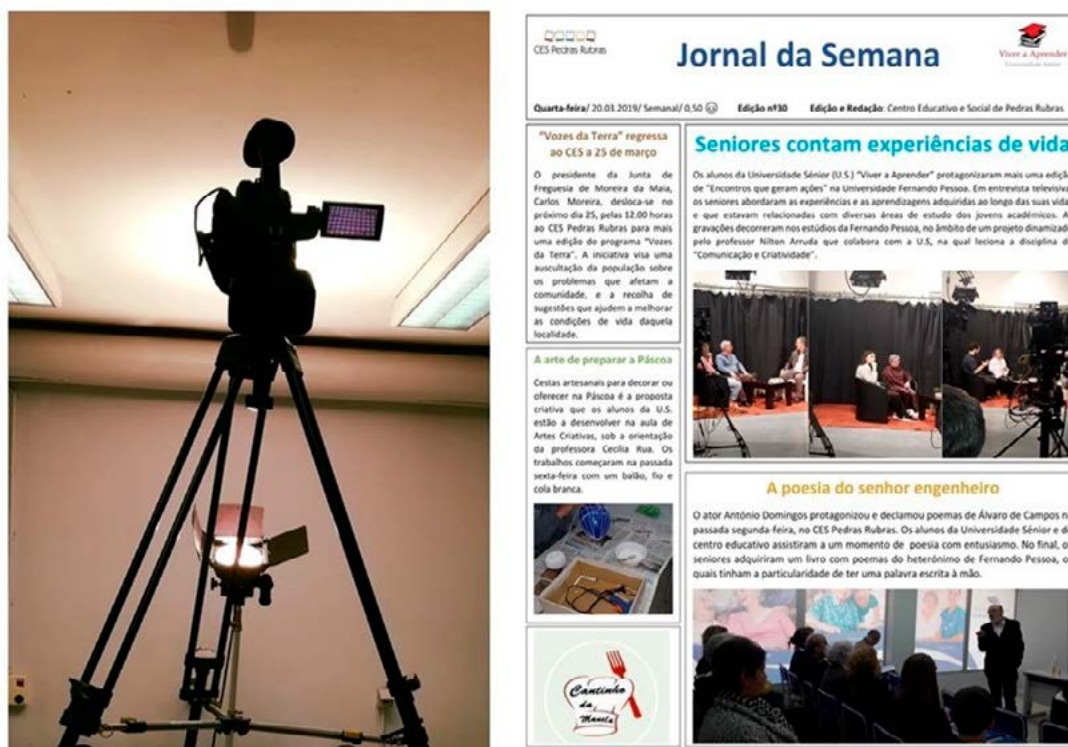 CES Pedras Rubras
Jornal da Semana
Viver a Aprender
Universidade Sénior
Quarta-feira/ 20.03.2019/ Semanal/ 0,50 Edição nº30 Edição e Redação: Centro Educativo e Social de Pedras Rubras
"Vozes da Terra" regressa
ao CES a 25 de março
O presidente da Junta de
Freguesia de Moreira da Maia,
Carlos Moreira, desloca-se no
próximo dia 25, pelas 12.00 horas
ao CES Pedras Rubras para mais
uma edição do programa "Vozes
da Terra". A iniciativa visa uma
auscultação da população sobre
os problemas que afetam a
comunidade, e a recolha de
sugestões que ajudem a melhorar
as condições de vida daquela
localidade.
A arte de preparar a Páscoa
Cestas artesanais para decorar ou
oferecer na Páscoa é a proposta
criativa que os alunos da U.S.
estão a desenvolver na aula de
Artes Criativas, sob a orientação
da professora Cecília Rua. Os
trabalhos começaram na passada
sexta-feira com um balão, fio e
cola branca.
Cantinho
da
Manela
Seniores contam experiências de vida
Os alunos da Universidade Sénior (U.S.) "Viver a Aprender" protagonizaram mais uma edição
de "Encontros que geram ações" na Universidade Fernando Pessoa. Em entrevista televisiva
os seniores abordaram as experiências e as aprendizagens adquiridas ao longo das suas vida
e que estavam relacionadas com diversas áreas de estudo dos jovens académicos. A
gravações decorreram nos estúdios da Fernando Pessoa, no âmbito de um projeto dinamizado
pelo professor Nilton Arruda que colabora com a U.S, na qual leciona a disciplina d
"Comunicação e Criatividade".
A poesia do senhor engenheiro
O ator António Domingos protagonizou e declamou poemas de Álvaro de Campos n
passada segunda-feira, no CES Pedras Rubras. Os alunos da Universidade Sénior e d
centro educativo assistiram a um momento de poesia com entusiasmo. No final, o
seniores adquiriram um livro com poemas do heterónimo de Fernando Pessoa, o
quais tinham a particularidade de ter uma palavra escrita à mão.